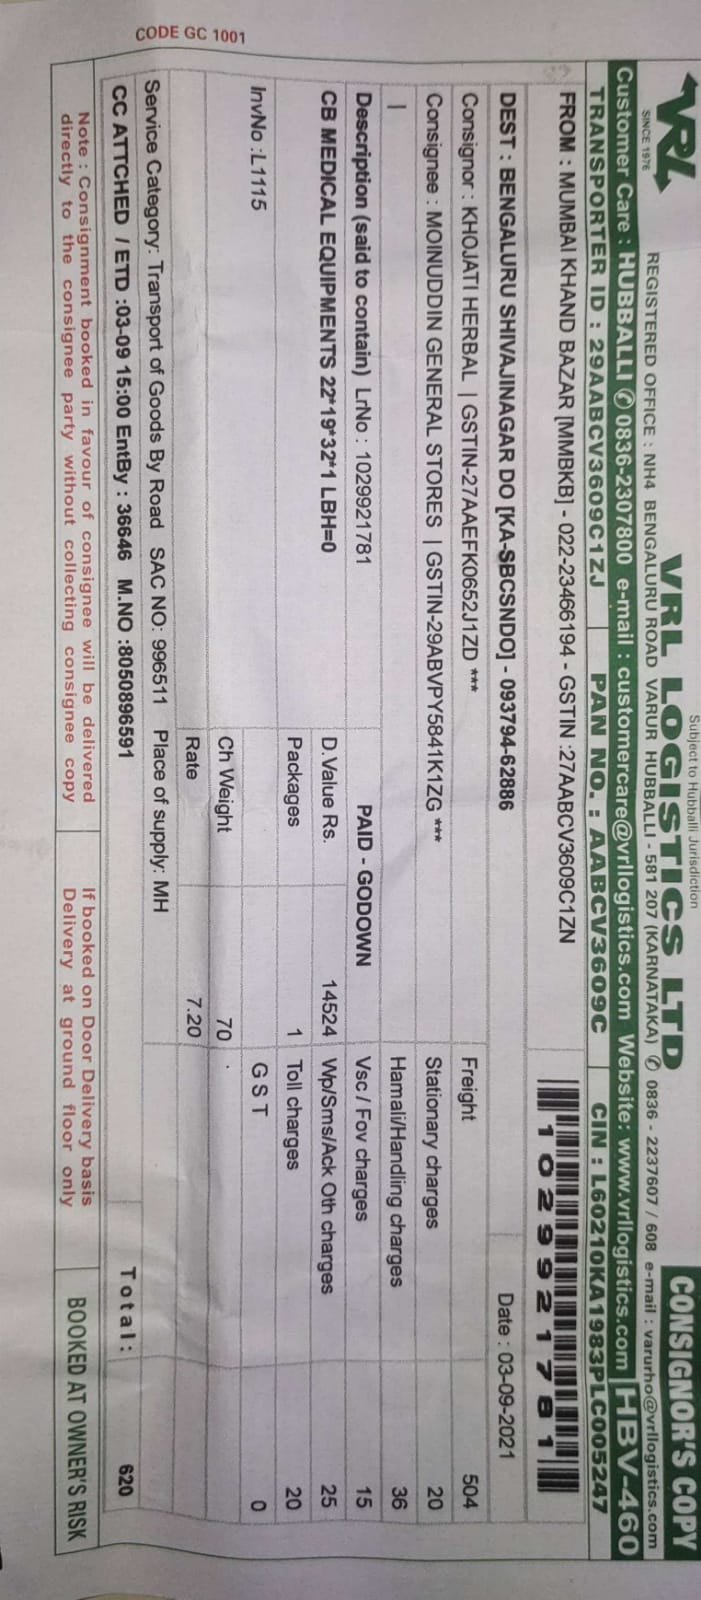 Subject to Hubballi Jurisdiction
VRL
SINCE 1976
VRL LOGISTICS LTD
CONSIGNOR'S COPY
REGISTERED OFFICE : NH4 BENGALURU ROAD VARUR HUBBALLI - 581 207 (KARNATAKA) ✆ 0836 - 2237607 / 608 e-mail : varurho@vrllogistics.com
Customer Care : HUBBALLI ✆ 0836-2307800 e-mail : customercare@vrllogistics.com Website: www.vrllogistics.com HBV-460
TRANSPORTER ID : 29AABCV3609C1ZJ PAN NO. : AABCV3609C CIN : L60210KA1983PLC005247
FROM : MUMBAI KHAND BAZAR [MMBKB] - 022-23466194 - GSTIN :27AABCV3609C1ZN
1029921781
DEST : BENGALURU SHIVAJINAGAR DO [KA-SBCSNDO] - 093794-62886
Date : 03-09-2021
Consignor : KHOJATI HERBAL | GSTIN-27AAEFK0652J1ZD ***
Freight 504
Consignee : MOINUDDIN GENERAL STORES | GSTIN-29ABVPY5841K1ZG ***
Stationary charges 20
|
Hamali/Handling charges 36
Description (said to contain) LrNo : 1029921781
PAID - GODOWN
Vsc / Fov charges 15
CB MEDICAL EQUIPMENTS 22*19*32*1 LBH=0
D.Value Rs. 14524
Wp/Sms/Ack Oth charges 25
Packages 1
Toll charges 20
InvNo :L1115
G S T 0
Ch Weight 70
Rate 7.20
Service Category: Transport of Goods By Road SAC NO: 996511 Place of supply: MH
CC ATTCHED / ETD :03-09 15:00 EntBy : 36646 M.NO :8050896591
Total : 620
Note : Consignment booked in favour of consignee will be delivered
directly to the consignee party without collecting consignee copy
If booked on Door Delivery basis
Delivery at ground floor only
BOOKED AT OWNER'S RISK
CODE GC 1001